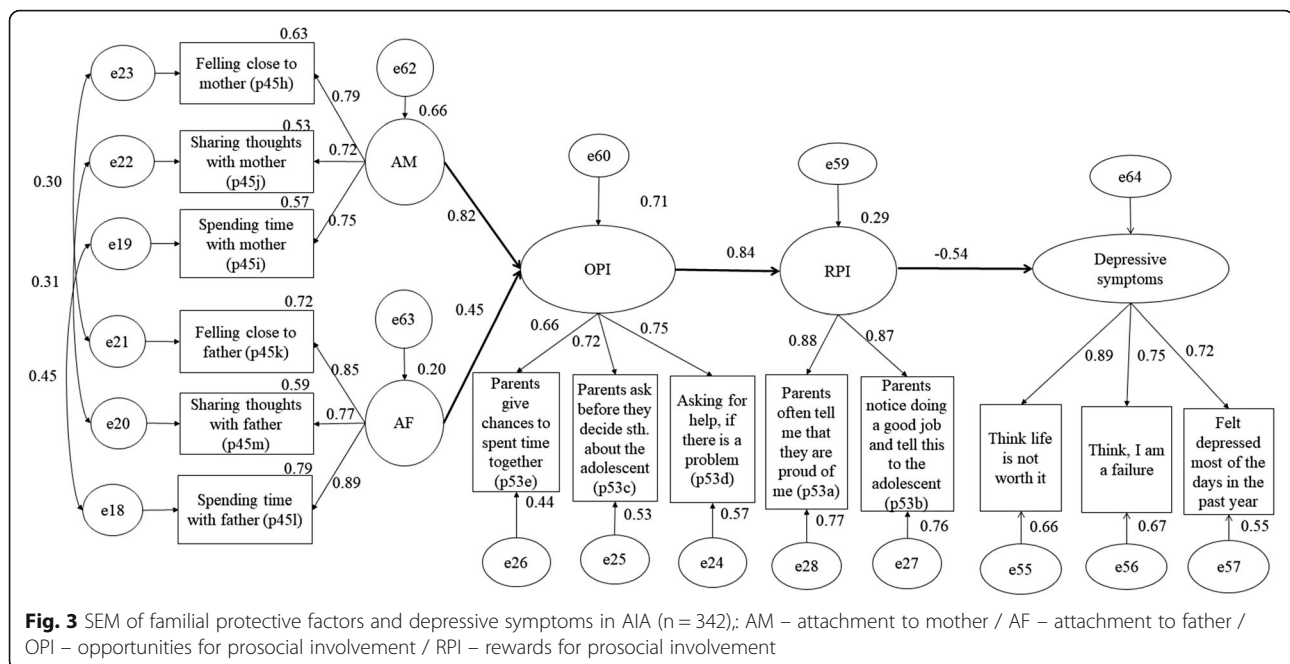 0.63
e23
Felling close to
mother (p45h)
0.79
e62
0.66
0.53
e22
Sharing thoughts
with mother
(p45j)
0.72
AM
0.30
0.57
e19
Spending time
with mother
(p45i)
0.75
0.82
e60
0.71
e59
0.29
e64
OPI
0.84
RPI
-0.54
Depressive
symptoms
0.31
0.72
e21
Felling close to
father (p45k)
0.85
e63
0.20
0.45
0.45
0.59
e20
Sharing thoughts
with father
(p45m)
0.77
AF
0.79
e18
Spending time
with father (p45l)
0.89
0.66
0.72
0.75
0.88
0.87
0.89
0.75
0.72
Parents
give
chances to
spent time
together
(p53e)
0.44
e26
Parents ask
before they
decide sth.
about the
adolescent
(p53c)
0.53
e25
Asking for
help, if
there is a
problem
(p53d)
0.57
e24
Parents
often tell
me that
they are
proud of
me (p53a)
0.77
e28
Parents
notice doing
a good job
and tell this
to the
adolescent
(p53b)
0.76
e27
Think life
is not
worth it
0.66
e55
Think, I am
a failure
0.67
e56
Felt
depressed
most of the
days in the
past year
0.55
e57
Fig. 3 SEM of familial protective factors and depressive symptoms in AIA (n = 342),: AM – attachment to mother / AF – attachment to father /
OPI – opportunities for prosocial involvement / RPI – rewards for prosocial involvement